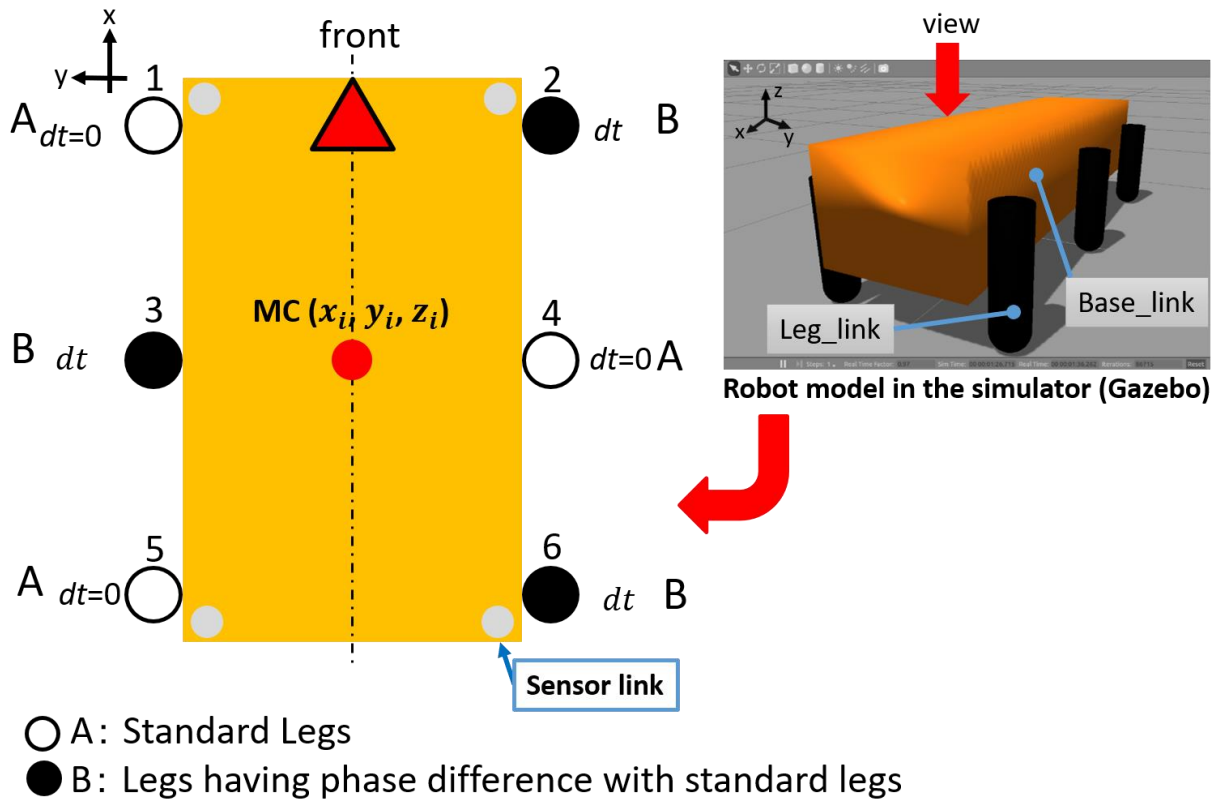 x
front
view
y
1
2
A
dt=0
dt
B
z
x
y
3
MC (xᵢ, yᵢ, zᵢ)
4
B
dt
dt=0
A
Base_link
Leg_link
Robot model in the simulator (Gazebo)
5
6
A
dt=0
dt
B
Sensor link
A: Standard Legs
B: Legs having phase difference with standard legs